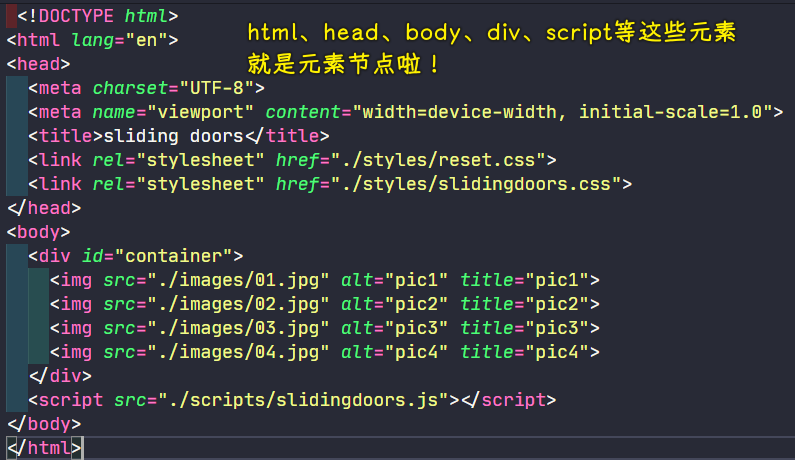 <!DOCTYPE html>
<html lang="en">
html、head、body、div、script等这些元素
就是元素节点啦！
<head>
<meta charset="UTF-8">
<meta name="viewport" content="width=device-width, initial-scale=1.0">
<title>sliding doors</title>
<link rel="stylesheet" href="./styles/reset.css">
<link rel="stylesheet" href="./styles/slidingdoors.css">
</head>
<body>
<div id="container">
<img src="./images/01.jpg" alt="pic1" title="pic1">
<img src="./images/02.jpg" alt="pic2" title="pic2">
<img src="./images/03.jpg" alt="pic3" title="pic3">
<img src="./images/04.jpg" alt="pic4" title="pic4">
</div>
<script src="./scripts/slidingdoors.js"></script>
</body>
</html>